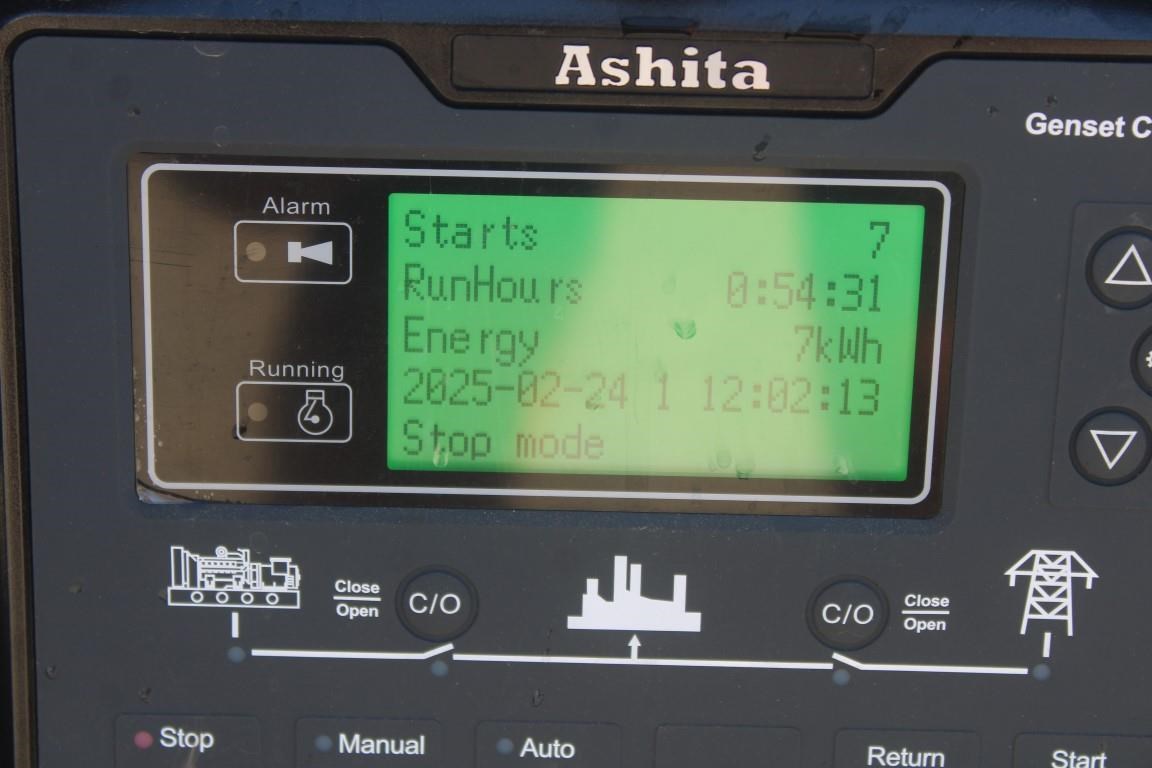 Ashita
Genset C
Alarm
Starts 7
RunHours 0:54:31
Energy 7kWh
Running
2025-02-24 1 12:02:13
Stop mode
Close
Open
C/O
C/O
Close
Open
Stop
Manual
Auto
Return
Start